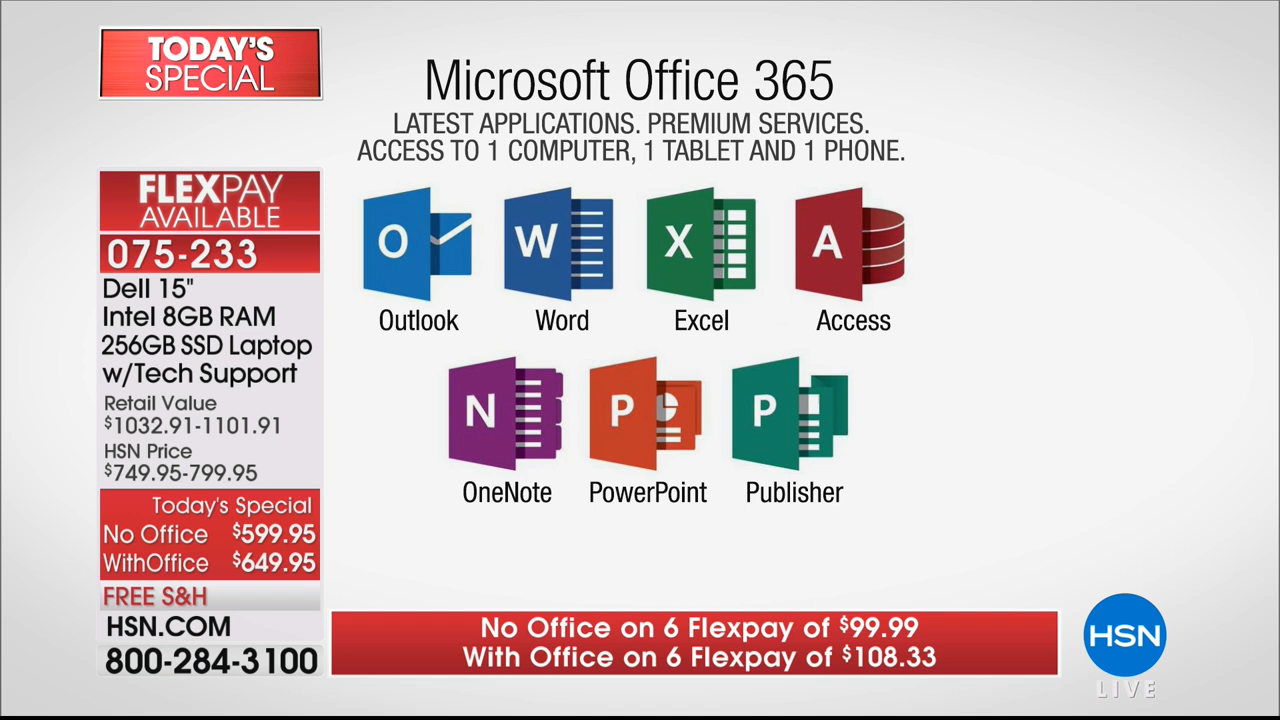 TODAY'S
SPECIAL
Microsoft Office 365
LATEST APPLICATIONS. PREMIUM SERVICES.
ACCESS TO 1 COMPUTER, 1 TABLET AND 1 PHONE.
FLEXPAY
AVAILABLE
075-233
Dell 15"
Intel 8GB RAM
256GB SSD Laptop
w/Tech Support
Retail Value
$1032.91-1101.91
HSN Price
$749.95-799.95
Today's Special
No Office $599.95
WithOffice $649.95
FREE S&H
HSN.COM
800-284-3100
O W X A
Outlook Word Excel Access
N P P
OneNote PowerPoint Publisher
No Office on 6 Flexpay of $99.99
With Office on 6 Flexpay of $108.33
HSN
LIVE